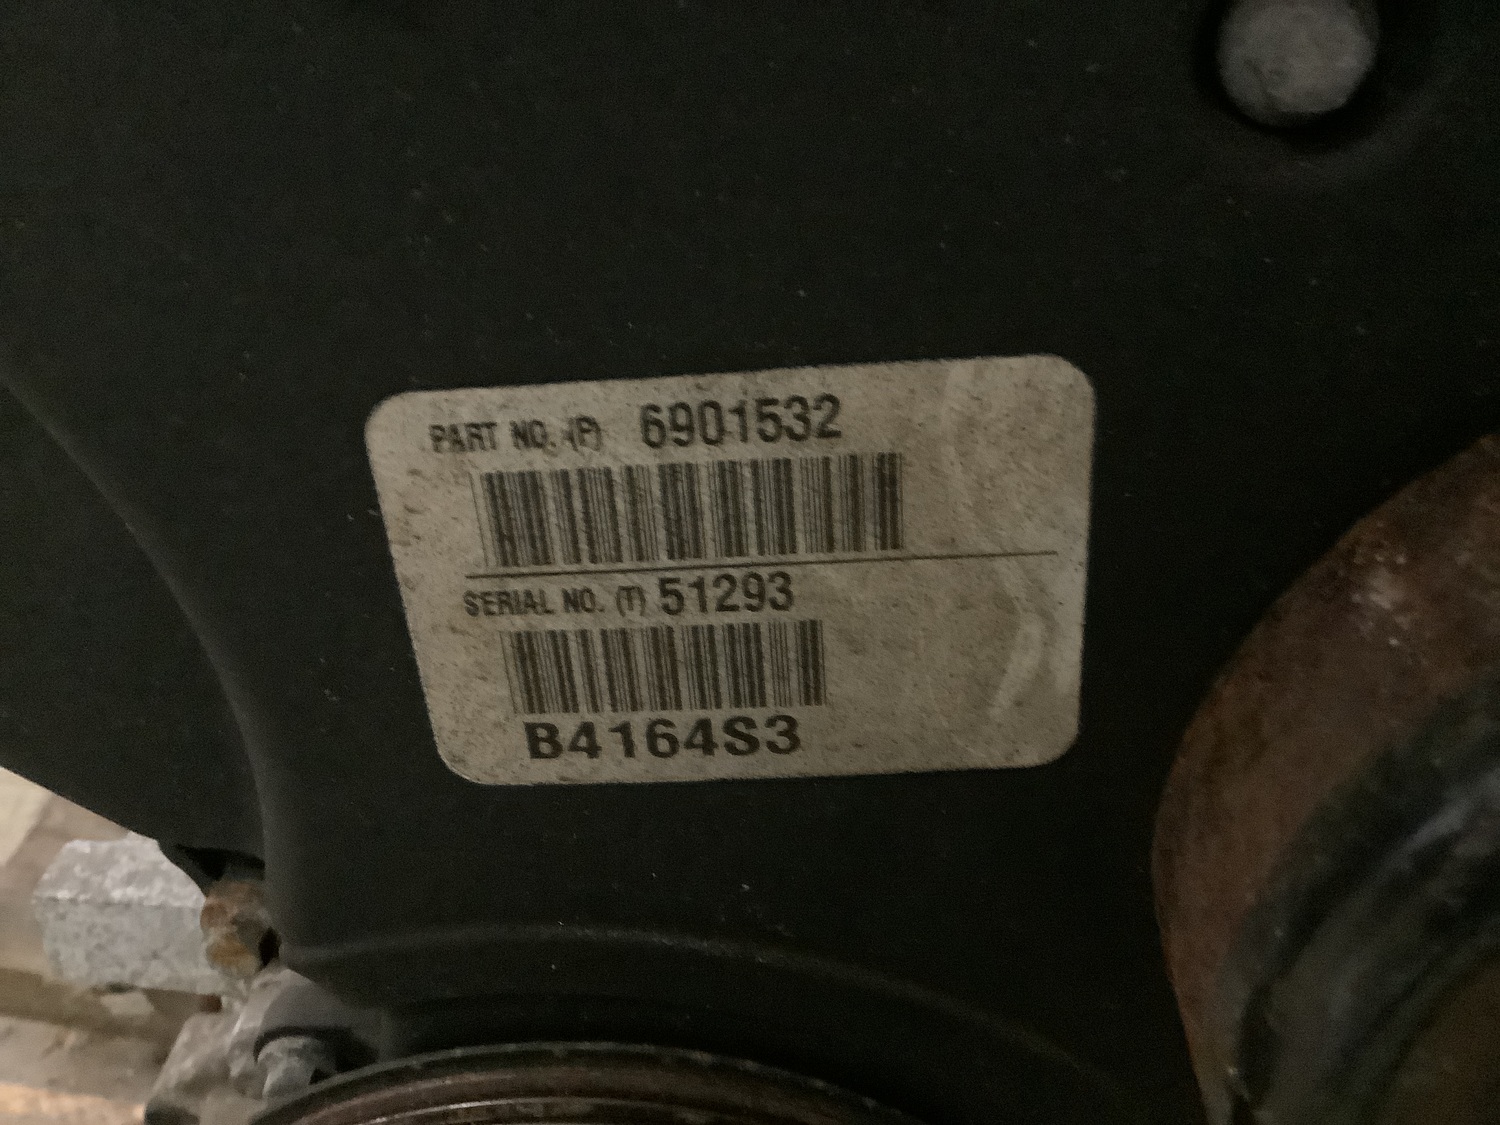 PART NO. (P) 6901532
SERIAL NO. (T) 51293
B4164S3